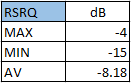 RSRQ dB
MAX -4
MIN -15
AV -8.18